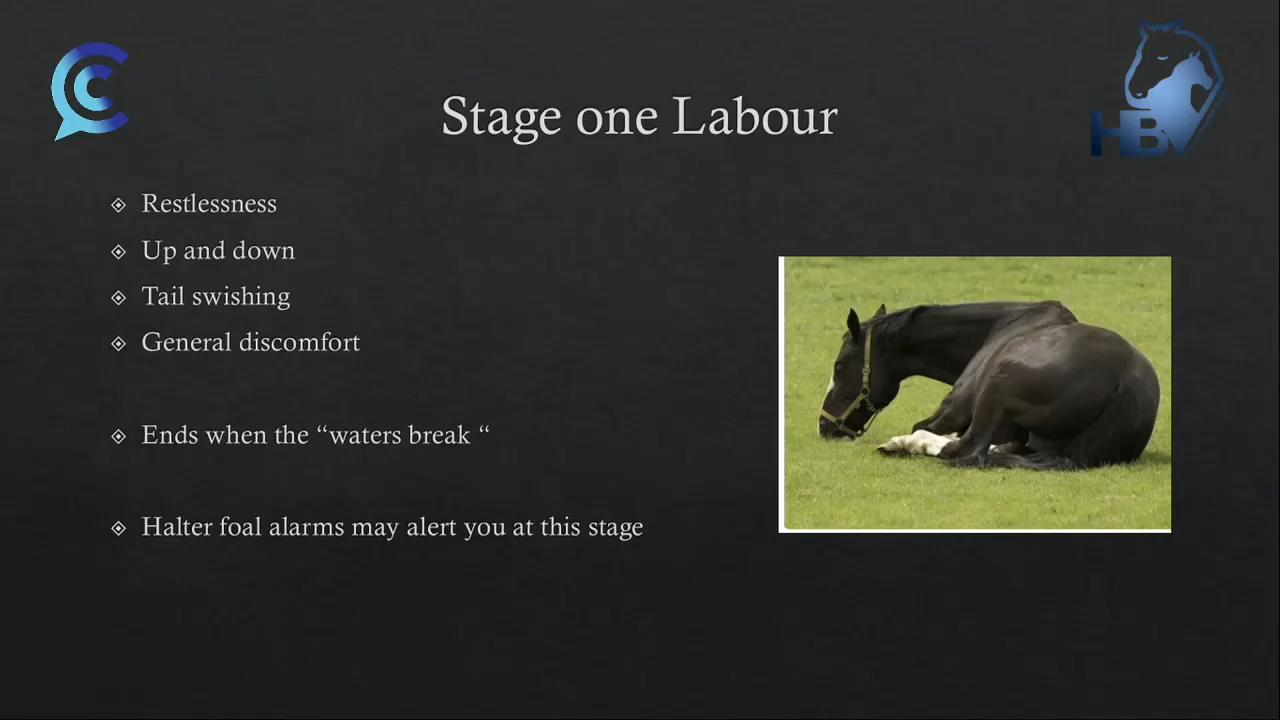 Stage one Labour
Restlessness
Up and down
Tail swishing
General discomfort
Ends when the “waters break “
Halter foal alarms may alert you at this stage
HBV